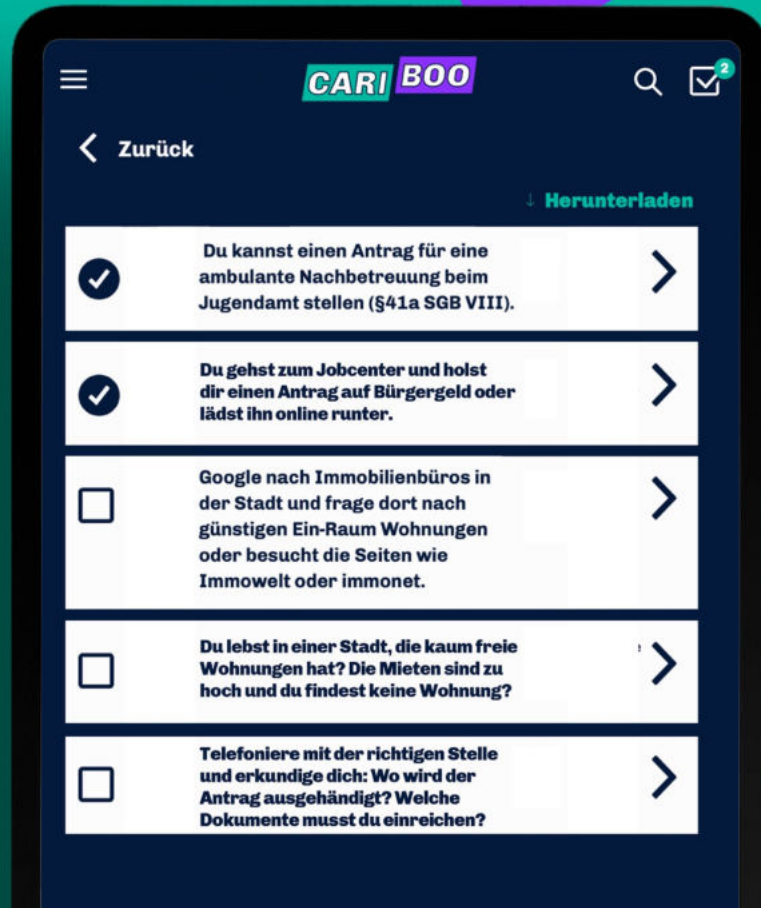 CARI BOO
2
Zurück
↓ Herunterladen
Du kannst einen Antrag für eine
ambulante Nachbetreuung beim
Jugendamt stellen (§41a SGB VIII).
Du gehst zum Jobcenter und holst
dir einen Antrag auf Bürgergeld oder
lädst ihn online runter.
Google nach Immobilienbüros in
der Stadt und frage dort nach
günstigen Ein-Raum Wohnungen
oder besucht die Seiten wie
Immowelt oder immonet.
Du lebst in einer Stadt, die kaum freie
Wohnungen hat? Die Mieten sind zu
hoch und du findest keine Wohnung?
Telefoniere mit der richtigen Stelle
und erkundige dich: Wo wird der
Antrag ausgehändigt? Welche
Dokumente musst du einreichen?